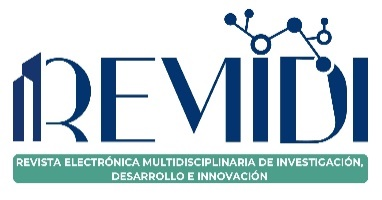 REMIDI
REVISTA ELECTRÓNICA MULTIDISCIPLINARIA DE INVESTIGACIÓN,
DESARROLLO E INNOVACIÓN